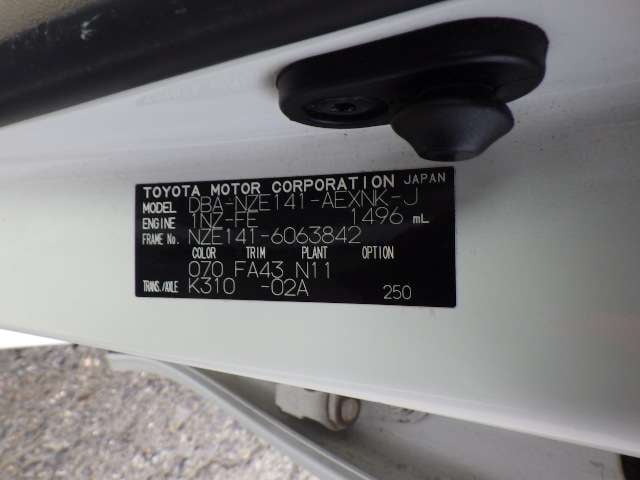 TOYOTA MOTOR CORPORATION JAPAN
MODEL DBA-NZE141-AEXNK-J
ENGINE 1NZ-FE 1496 mL
FRAME No. NZE141-6063842
COLOR TRIM PLANT OPTION
070 FA43 N11
TRANS./AXLE K310 -02A 250